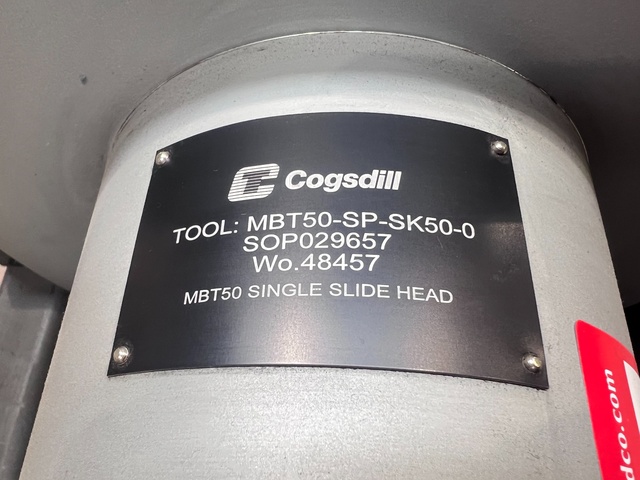 Cogsdill
TOOL: MBT50-SP-SK50-0
SOP029657
Wo.48457
MBT50 SINGLE SLIDE HEAD
dco.com